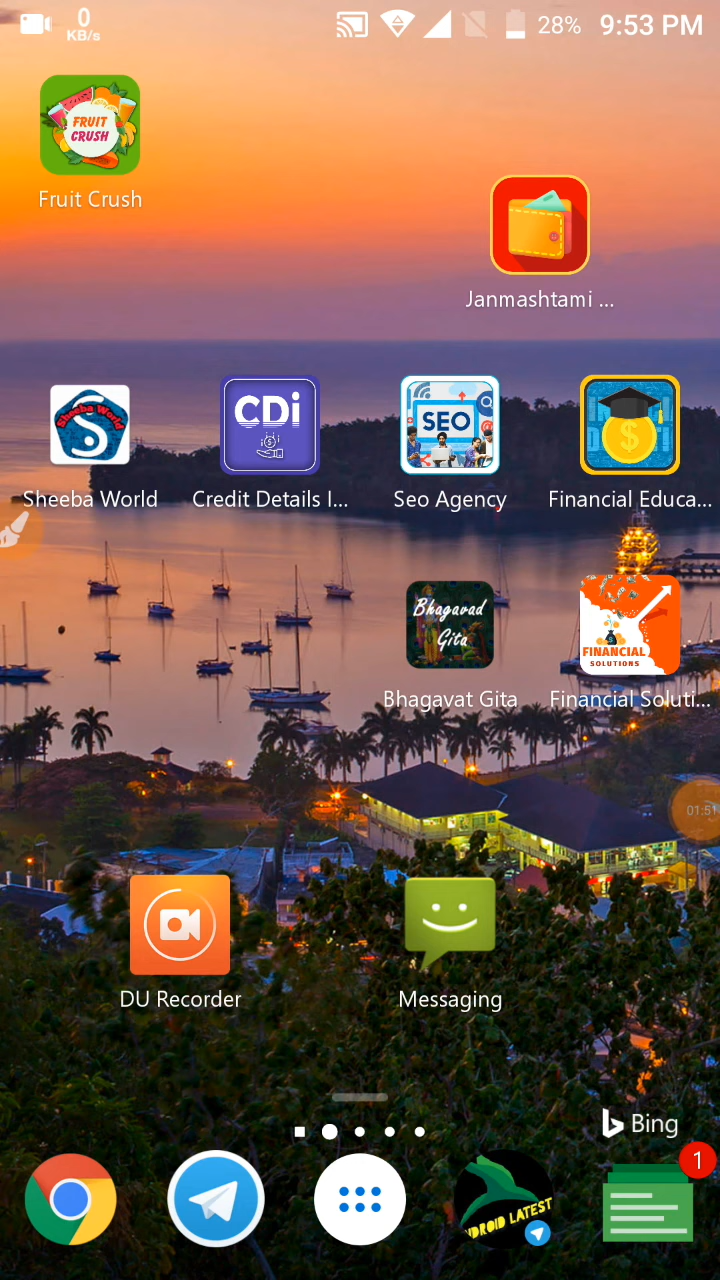 0
KB/s
28%
9:53 PM
FRUIT
CRUSH
Fruit Crush
Janmashtami ...
Sheeba World
CDi
SEO
Sheeba World
Credit Details I...
Seo Agency
Financial Educa...
Bhagavad
Gita
FINANCIAL
SOLUTIONS
Bhagavat Gita
Financial Soluti...
01:51
DU Recorder
Messaging
Bing
1
NDROID LATEST